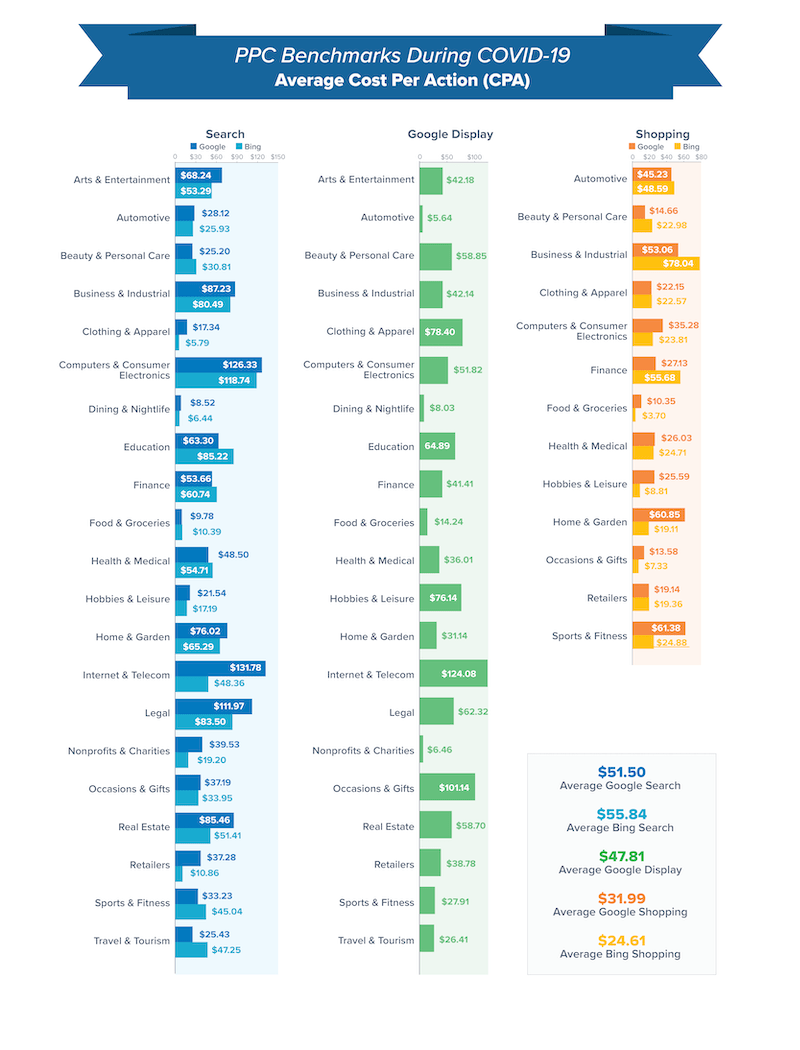 PPC Benchmarks During COVID-19
Average Cost Per Action (CPA)
Search
Google Bing
0 $30 $60 $90 $120 $150
Arts & Entertainment $68.24
$53.29
Automotive $28.12
$25.93
Beauty & Personal Care $25.20
$30.81
Business & Industrial $87.23
$80.49
Clothing & Apparel $17.34
$5.79
Computers & Consumer
Electronics $126.33
$118.74
Dining & Nightlife $8.52
$6.44
Education $63.30
$85.22
Finance $53.66
$60.74
Food & Groceries $9.78
$10.39
Health & Medical $48.50
$54.71
Hobbies & Leisure $21.54
$17.19
Home & Garden $76.02
$65.29
Internet & Telecom $131.78
$48.36
Legal $111.97
$83.50
Nonprofits & Charities $39.53
$19.20
Occasions & Gifts $37.19
$33.95
Real Estate $85.46
$51.41
Retailers $37.28
$10.86
Sports & Fitness $33.23
$45.04
Travel & Tourism $25.43
$47.25
Google Display
0 $50 $100
Arts & Entertainment $42.18
Automotive $5.64
Beauty & Personal Care $58.85
Business & Industrial $42.14
Clothing & Apparel $78.40
Computers & Consumer
Electronics $51.82
Dining & Nightlife $8.03
Education 64.89
Finance $41.41
Food & Groceries $14.24
Health & Medical $36.01
Hobbies & Leisure $76.14
Home & Garden $31.14
Internet & Telecom $124.08
Legal $62.32
Nonprofits & Charities $6.46
Occasions & Gifts $101.14
Real Estate $58.70
Retailers $38.78
Sports & Fitness $27.91
Travel & Tourism $26.41
Shopping
Google Bing
0 $20 $40 $60 $80
Automotive $45.23
$48.59
Beauty & Personal Care $14.66
$22.98
Business & Industrial $53.06
$78.04
Clothing & Apparel $22.15
$22.57
Computers & Consumer
Electronics $35.28
$23.81
Finance $27.13
$55.68
Food & Groceries $10.35
$3.70
Health & Medical $26.03
$24.71
Hobbies & Leisure $25.59
$8.81
Home & Garden $60.85
$19.11
Occasions & Gifts $13.58
$7.33
Retailers $19.14
$19.36
Sports & Fitness $61.38
$24.88
$51.50
Average Google Search
$55.84
Average Bing Search
$47.81
Average Google Display
$31.99
Average Google Shopping
$24.61
Average Bing Shopping